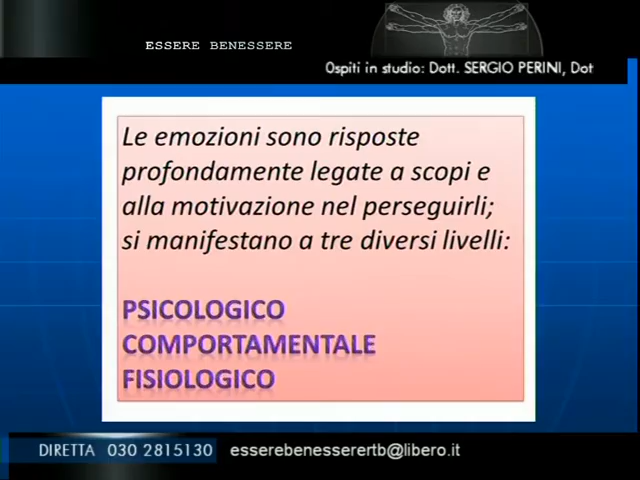 ESSERE BENESSERE
Ospiti in studio: Dott. SERGIO PERINI, Dot
Le emozioni sono risposte
profondamente legate a scopi e
alla motivazione nel perseguirli;
si manifestano a tre diversi livelli:
PSICOLOGICO
COMPORTAMENTALE
FISIOLOGICO
DIRETTA 030 2815130 esserebenesserertb@libero.it